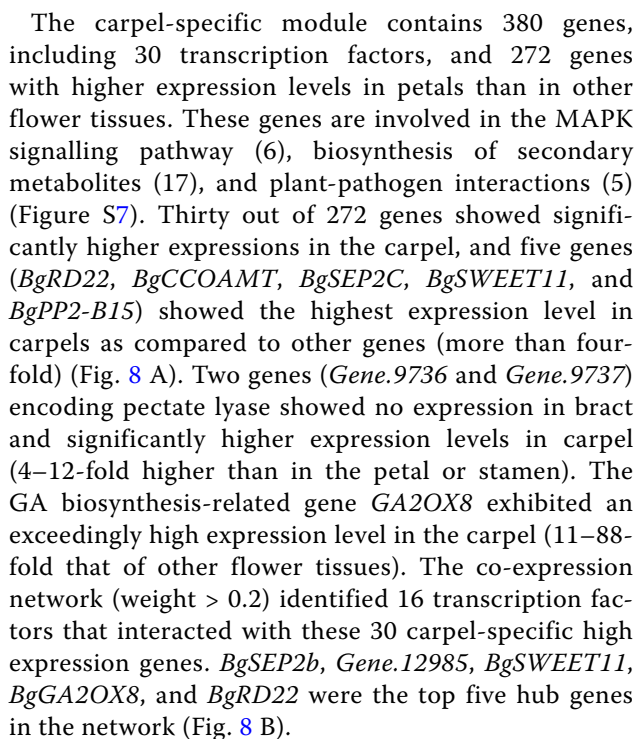 The carpel-specific module contains 380 genes,
including 30 transcription factors, and 272 genes
with higher expression levels in petals than in other
flower tissues. These genes are involved in the MAPK
signalling pathway (6), biosynthesis of secondary
metabolites (17), and plant-pathogen interactions (5)
(Figure S7). Thirty out of 272 genes showed signifi-
cantly higher expressions in the carpel, and five genes
(BgRD22, BgCCOAMT, BgSEP2C, BgSWEET11, and
BgPP2-B15) showed the highest expression level in
carpels as compared to other genes (more than four-
fold) (Fig. 8 A). Two genes (Gene.9736 and Gene.9737)
encoding pectate lyase showed no expression in bract
and significantly higher expression levels in carpel
(4–12-fold higher than in the petal or stamen). The
GA biosynthesis-related gene GA2OX8 exhibited an
exceedingly high expression level in the carpel (11–88-
fold that of other flower tissues). The co-expression
network (weight > 0.2) identified 16 transcription fac-
tors that interacted with these 30 carpel-specific high
expression genes. BgSEP2b, Gene.12985, BgSWEET11,
BgGA2OX8, and BgRD22 were the top five hub genes
in the network (Fig. 8 B).